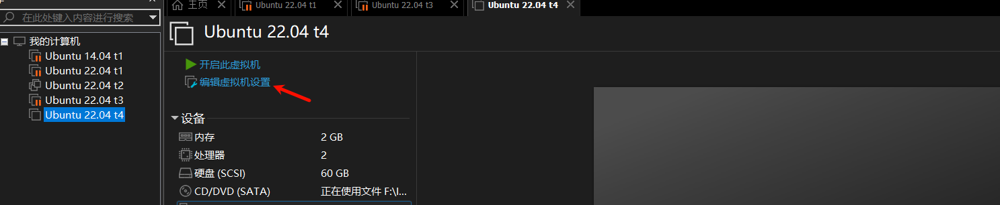 主页
Ubuntu 22.04 t1
Ubuntu 22.04 t3
Ubuntu 22.04 t4
在此处键入内容进行搜索
我的计算机
Ubuntu 14.04 t1
Ubuntu 22.04 t1
Ubuntu 22.04 t2
Ubuntu 22.04 t3
Ubuntu 22.04 t4
Ubuntu 22.04 t4
开启此虚拟机
编辑虚拟机设置
设备
内存 2 GB
处理器 2
硬盘 (SCSI) 60 GB
CD/DVD (SATA) 正在使用文件 F:\I...